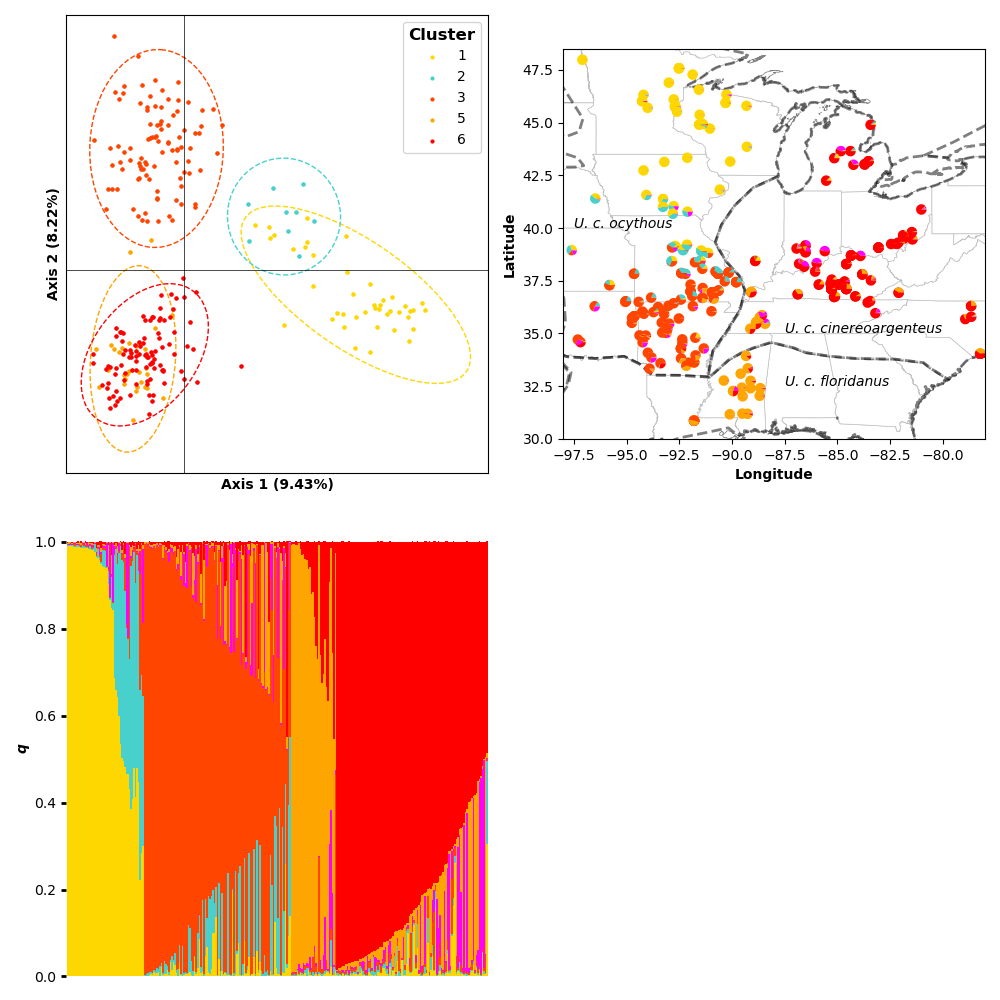 Cluster
1
2
3
5
6
Axis 2 (8.22%)
Axis 1 (9.43%)
47.5
45.0
42.5
40.0
37.5
35.0
32.5
30.0
Latitude
U. c. ocythous
U. c. cinereoargenteus
U. c. floridanus
−97.5 −95.0 −92.5 −90.0 −87.5 −85.0 −82.5 −80.0
Longitude
1.0
0.8
0.6
0.4
0.2
0.0
q